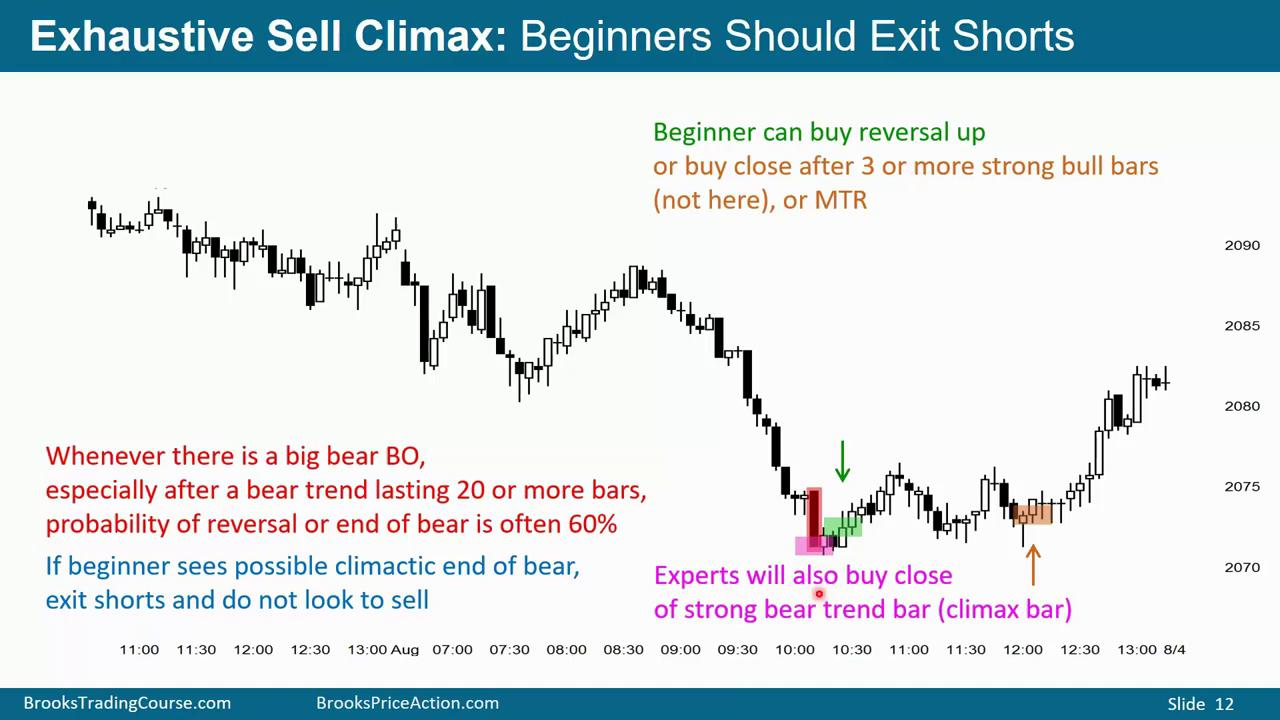 Exhaustive Sell Climax: Beginners Should Exit Shorts
Beginner can buy reversal up
or buy close after 3 or more strong bull bars
(not here), or MTR
2090
2085
2080
2075
2070
Whenever there is a big bear BO,
especially after a bear trend lasting 20 or more bars,
probability of reversal or end of bear is often 60%
If beginner sees possible climactic end of bear,
exit shorts and do not look to sell
Experts will also buy close
of strong bear trend bar (climax bar)
11:00 11:30 12:00 12:30 13:00 Aug 07:00 07:30 08:00 08:30 09:00 09:30 10:00 10:30 11:00 11:30 12:00 12:30 13:00 8/4
BrooksTradingCourse.com BrooksPriceAction.com Slide 12